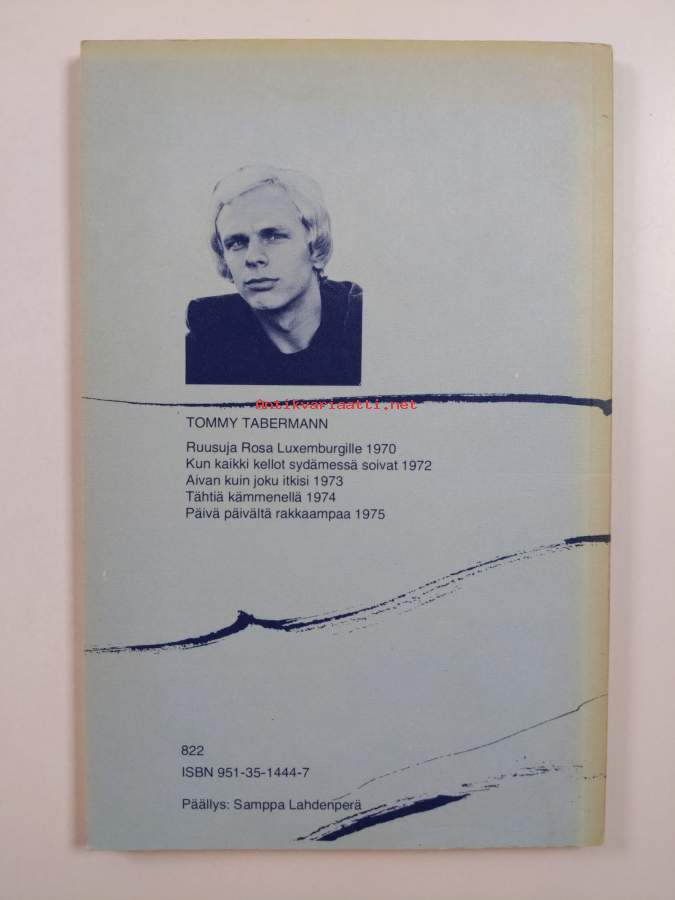 Antikvariaatti.net
TOMMY TABERMANN
Ruusuja Rosa Luxemburgille 1970
Kun kaikki kellot sydämessä soivat 1972
Aivan kuin joku itkisi 1973
Tähtiä kämmenellä 1974
Päivä päivältä rakkaampaa 1975
822
ISBN 951-35-1444-7
Päällys: Samppa Lahdenperä